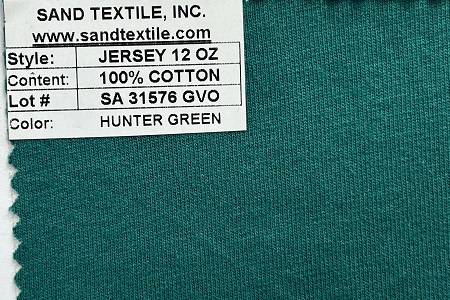 SAND TEXTILE, INC.
www.sandtextile.com
Style: JERSEY 12 OZ
Content: 100% COTTON
Lot # SA 31576 GVO
Color: HUNTER GREEN